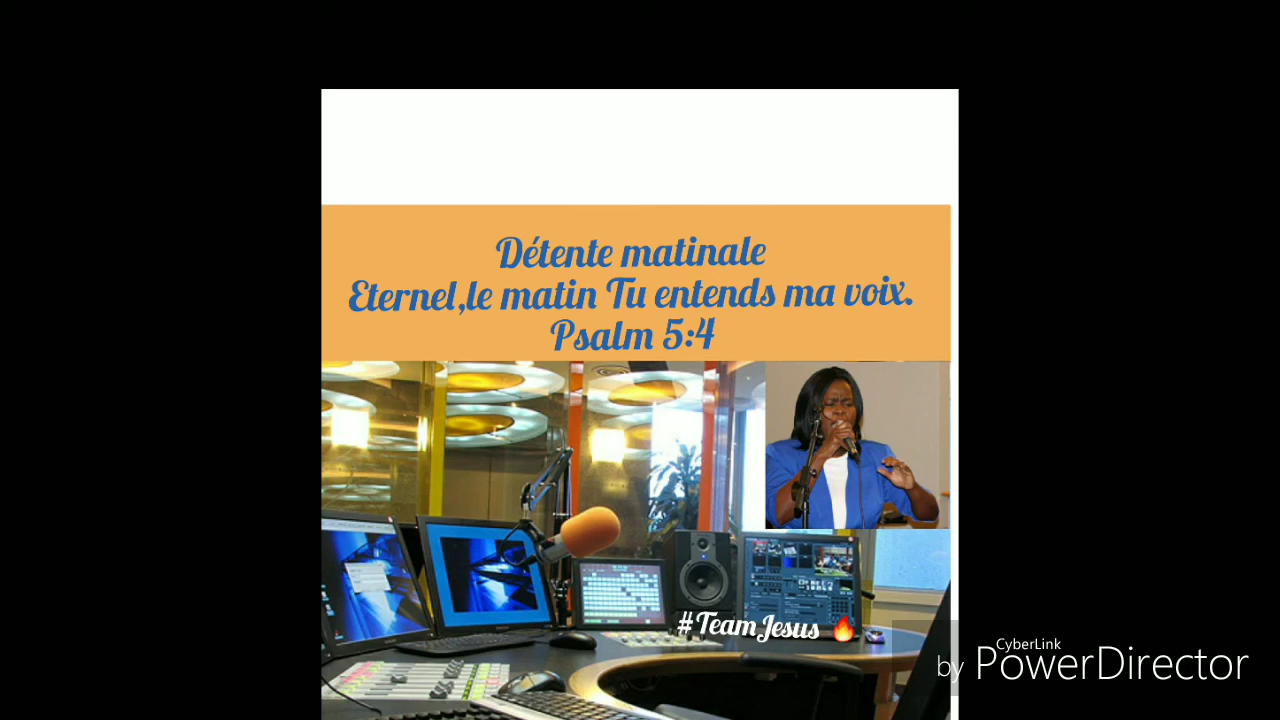 Détente matinale
Eternel,le matin Tu entends ma voix.
Psalm 5:4
#TeamJesus 🔥
CyberLink
by PowerDirector